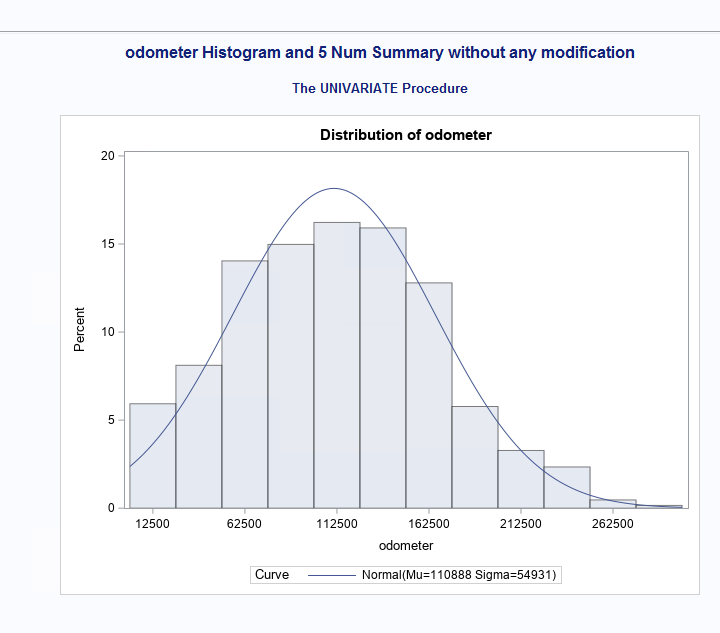 odometer Histogram and 5 Num Summary without any modification
The UNIVARIATE Procedure
Distribution of odometer
20
15
10
5
0
Percent
12500 62500 112500 162500 212500 262500
odometer
Curve Normal(Mu=110888 Sigma=54931)